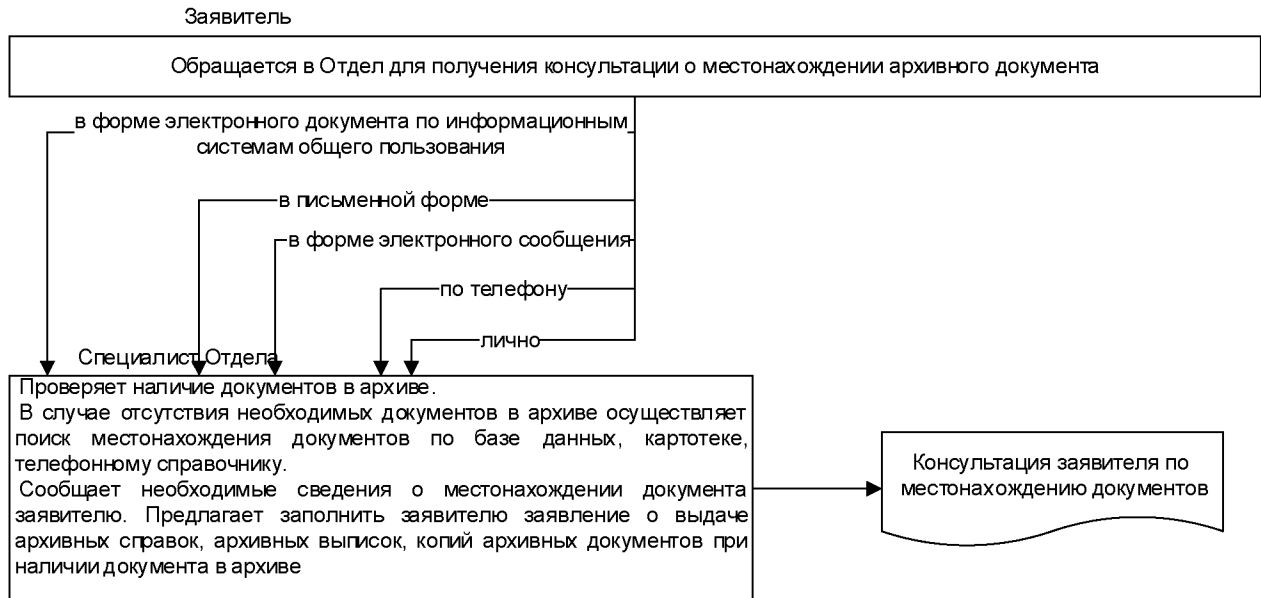 Заявитель
Обращается в Отдел для получения консультации о местонахождении архивного документа
в форме электронного документа по информационным
системам общего пользования
в письменной форме
в форме электронного сообщения
по телефону
лично
Специалист Отдела
Проверяет наличие документов в архиве.
В случае отсутствия необходимых документов в архиве осуществляет
поиск местонахождения документов по базе данных, картотеке,
телефонному справочнику.
Сообщает необходимые сведения о местонахождении документа
заявителю. Предлагает заполнить заявителю заявление о выдаче
архивных справок, архивных выписок, копий архивных документов при
наличии документа в архиве
Консультация заявителя по
местонахождению документов